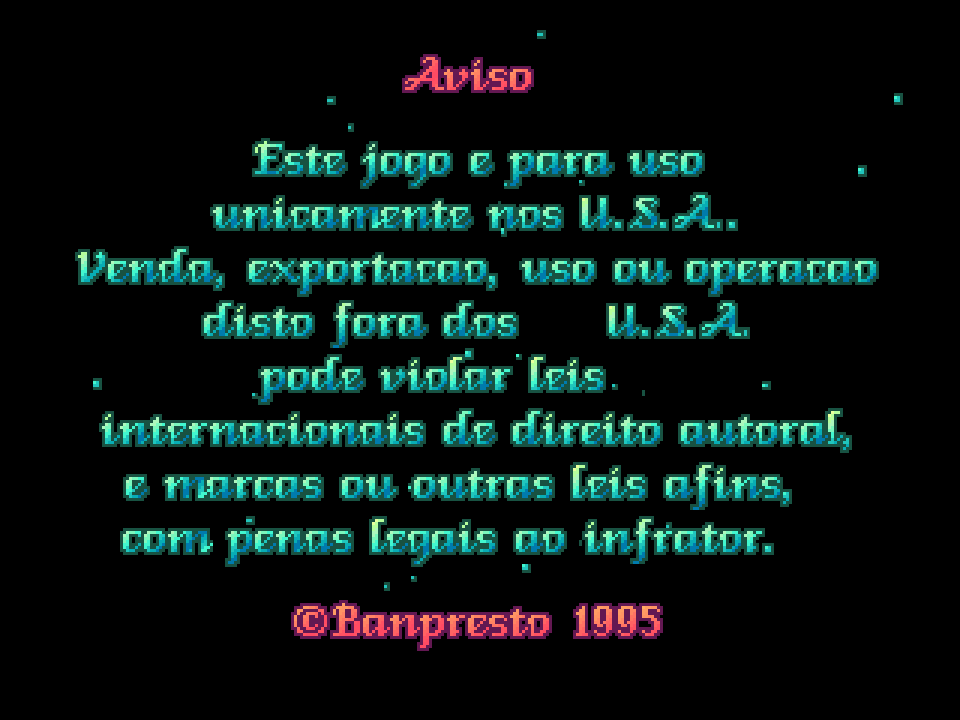 Aviso
Este jogo e para uso
unicamente nos U.S.A..
Venda, exportacao, uso ou operacao
disto fora dos U.S.A.
pode violar leis
internacionais de direito autoral,
e marcas ou outras leis afins,
com penas legais ao infrator.
©Banpresto 1995